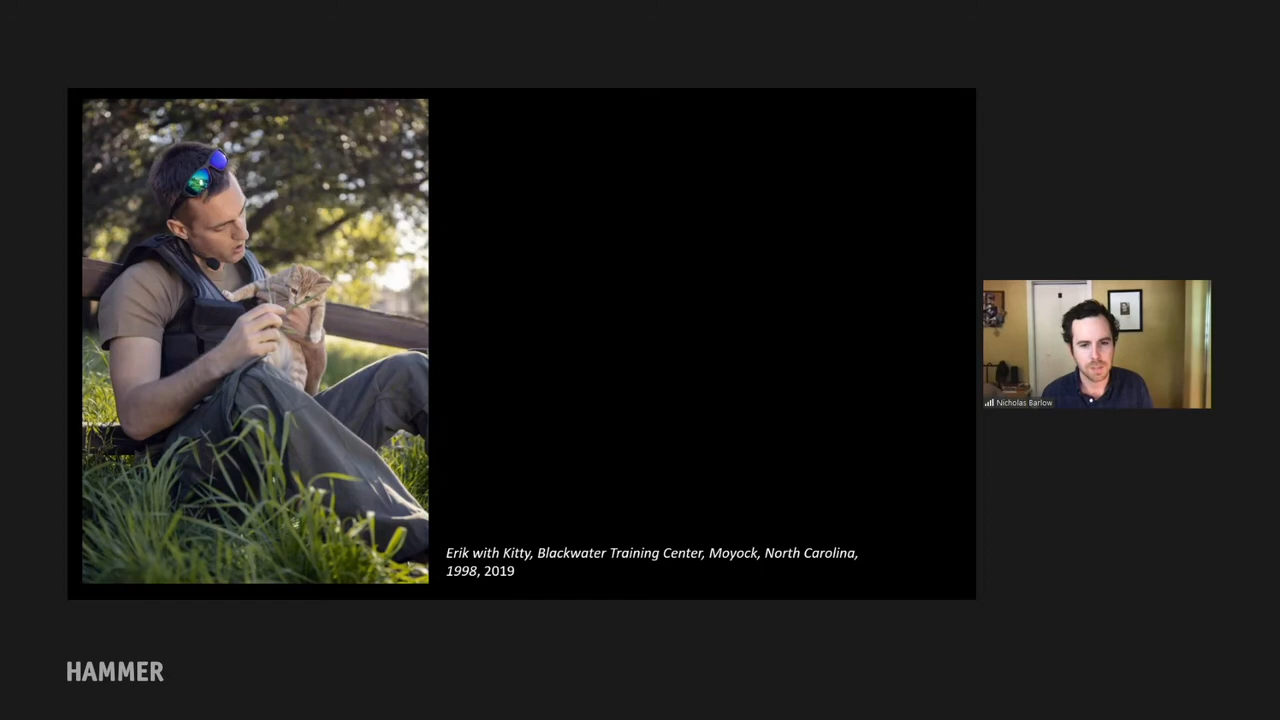 Erik with Kitty, Blackwater Training Center, Moyock, North Carolina,
1998, 2019
Nicholas Barlow
HAMMER